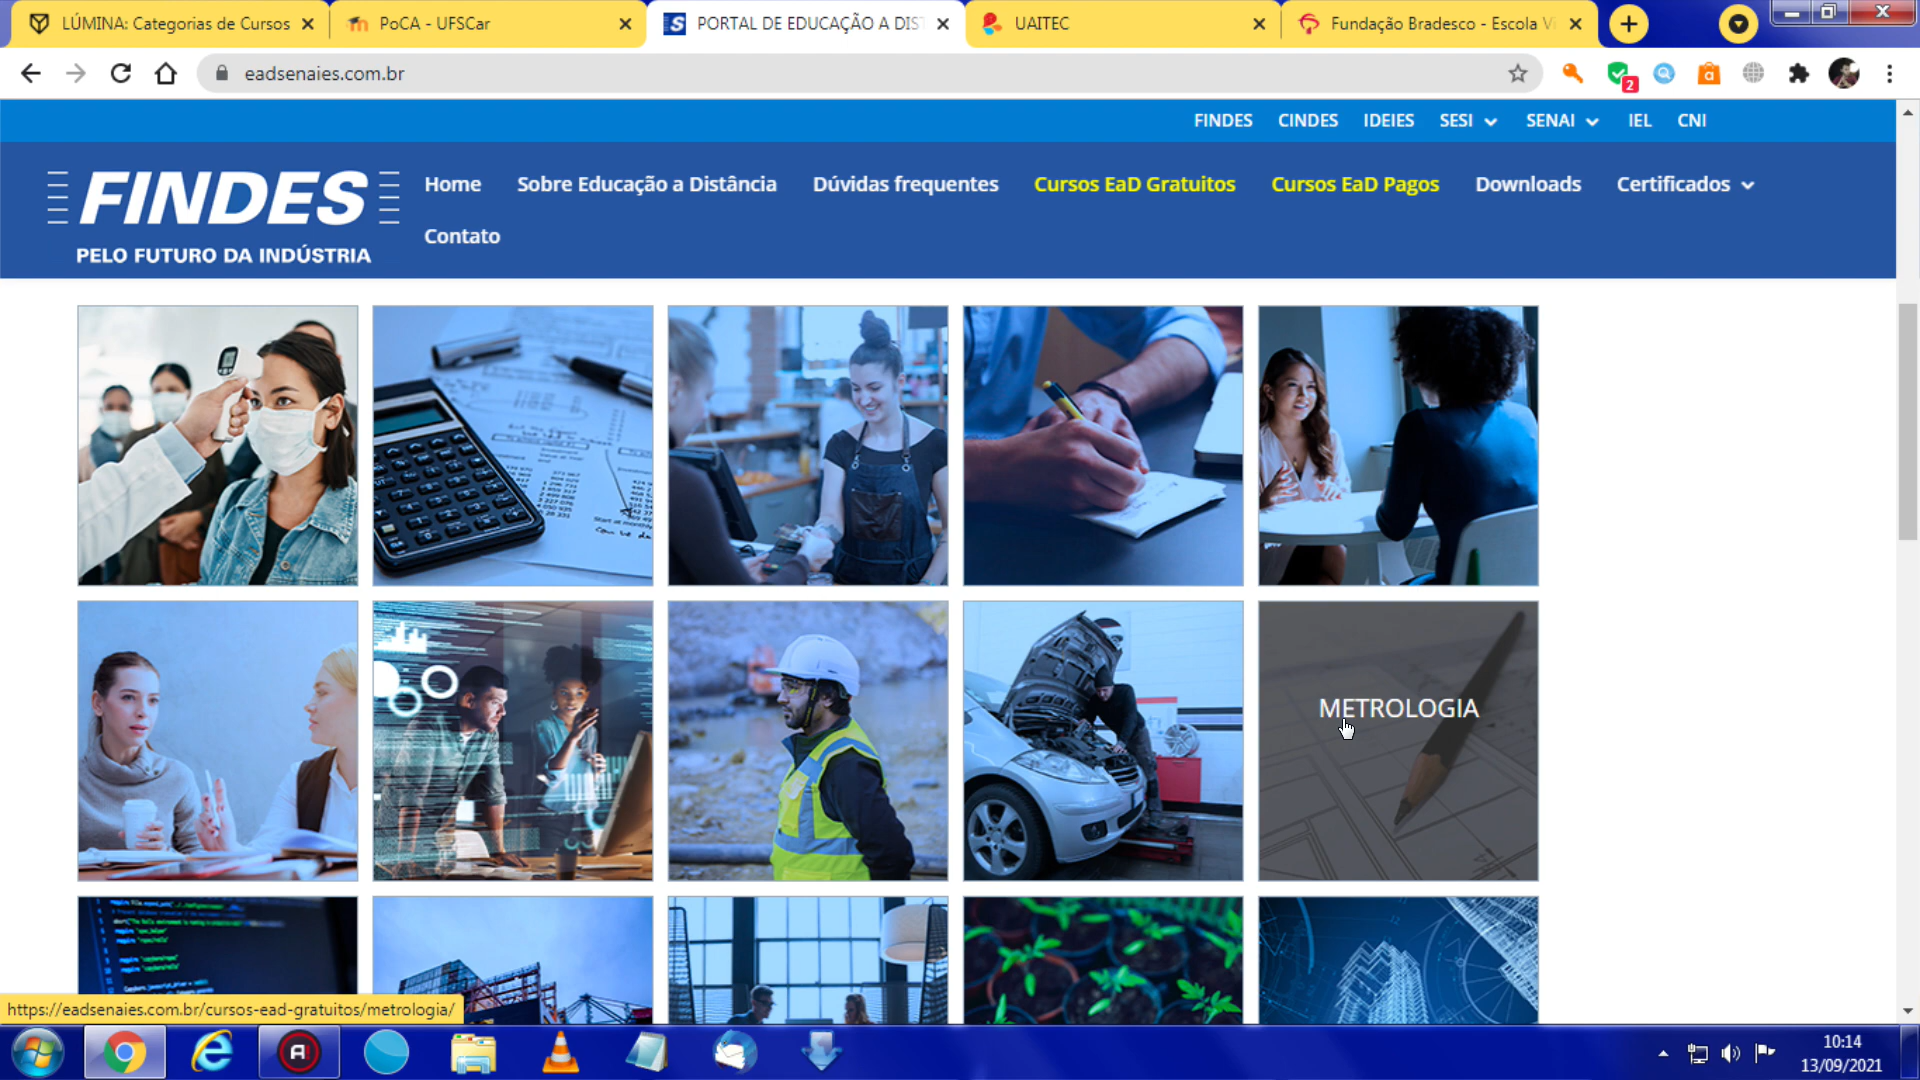 LÚMINA: Categorias de Cursos
PoCA - UFSCar
PORTAL DE EDUCAÇÃO A DIS
UAITEC
Fundação Bradesco - Escola Vi
eadsenaies.com.br
2
FINDES CINDES IDEIES SESI SENAI IEL CNI
FINDES
PELO FUTURO DA INDÚSTRIA
Home Sobre Educação a Distância Dúvidas frequentes Cursos EaD Gratuitos Cursos EaD Pagos Downloads Certificados
Contato
METROLOGIA
https://eadsenaies.com.br/cursos-ead-gratuitos/metrologia/
10:14
13/09/2021